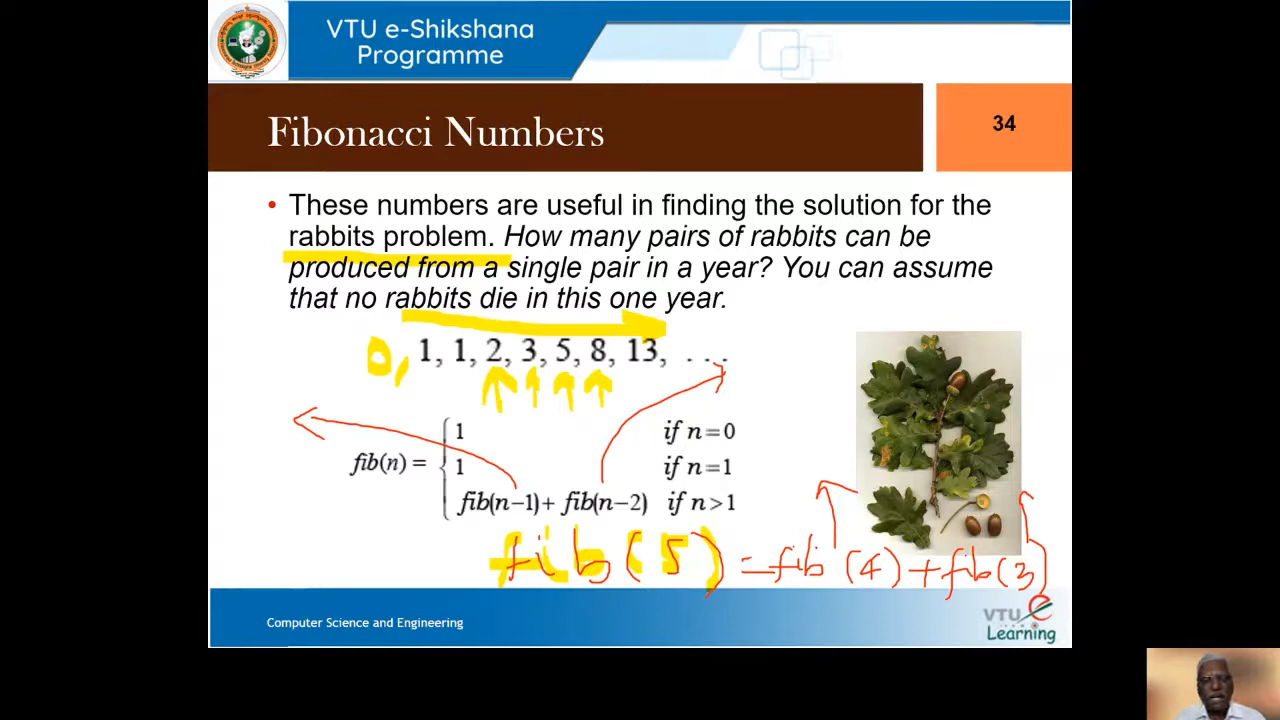 VTU e-Shikshana
Programme
Fibonacci Numbers
34
• These numbers are useful in finding the solution for the
rabbits problem. How many pairs of rabbits can be
produced from a single pair in a year? You can assume
that no rabbits die in this one year.
0, 1, 1, 2, 3, 5, 8, 13, . . .
1 if n=0
fib(n) = 1 if n=1
fib(n−1)+ fib(n−2) if n>1
fib(5) = fib(4) + fib(3)
Computer Science and Engineering
VTU e
Learning